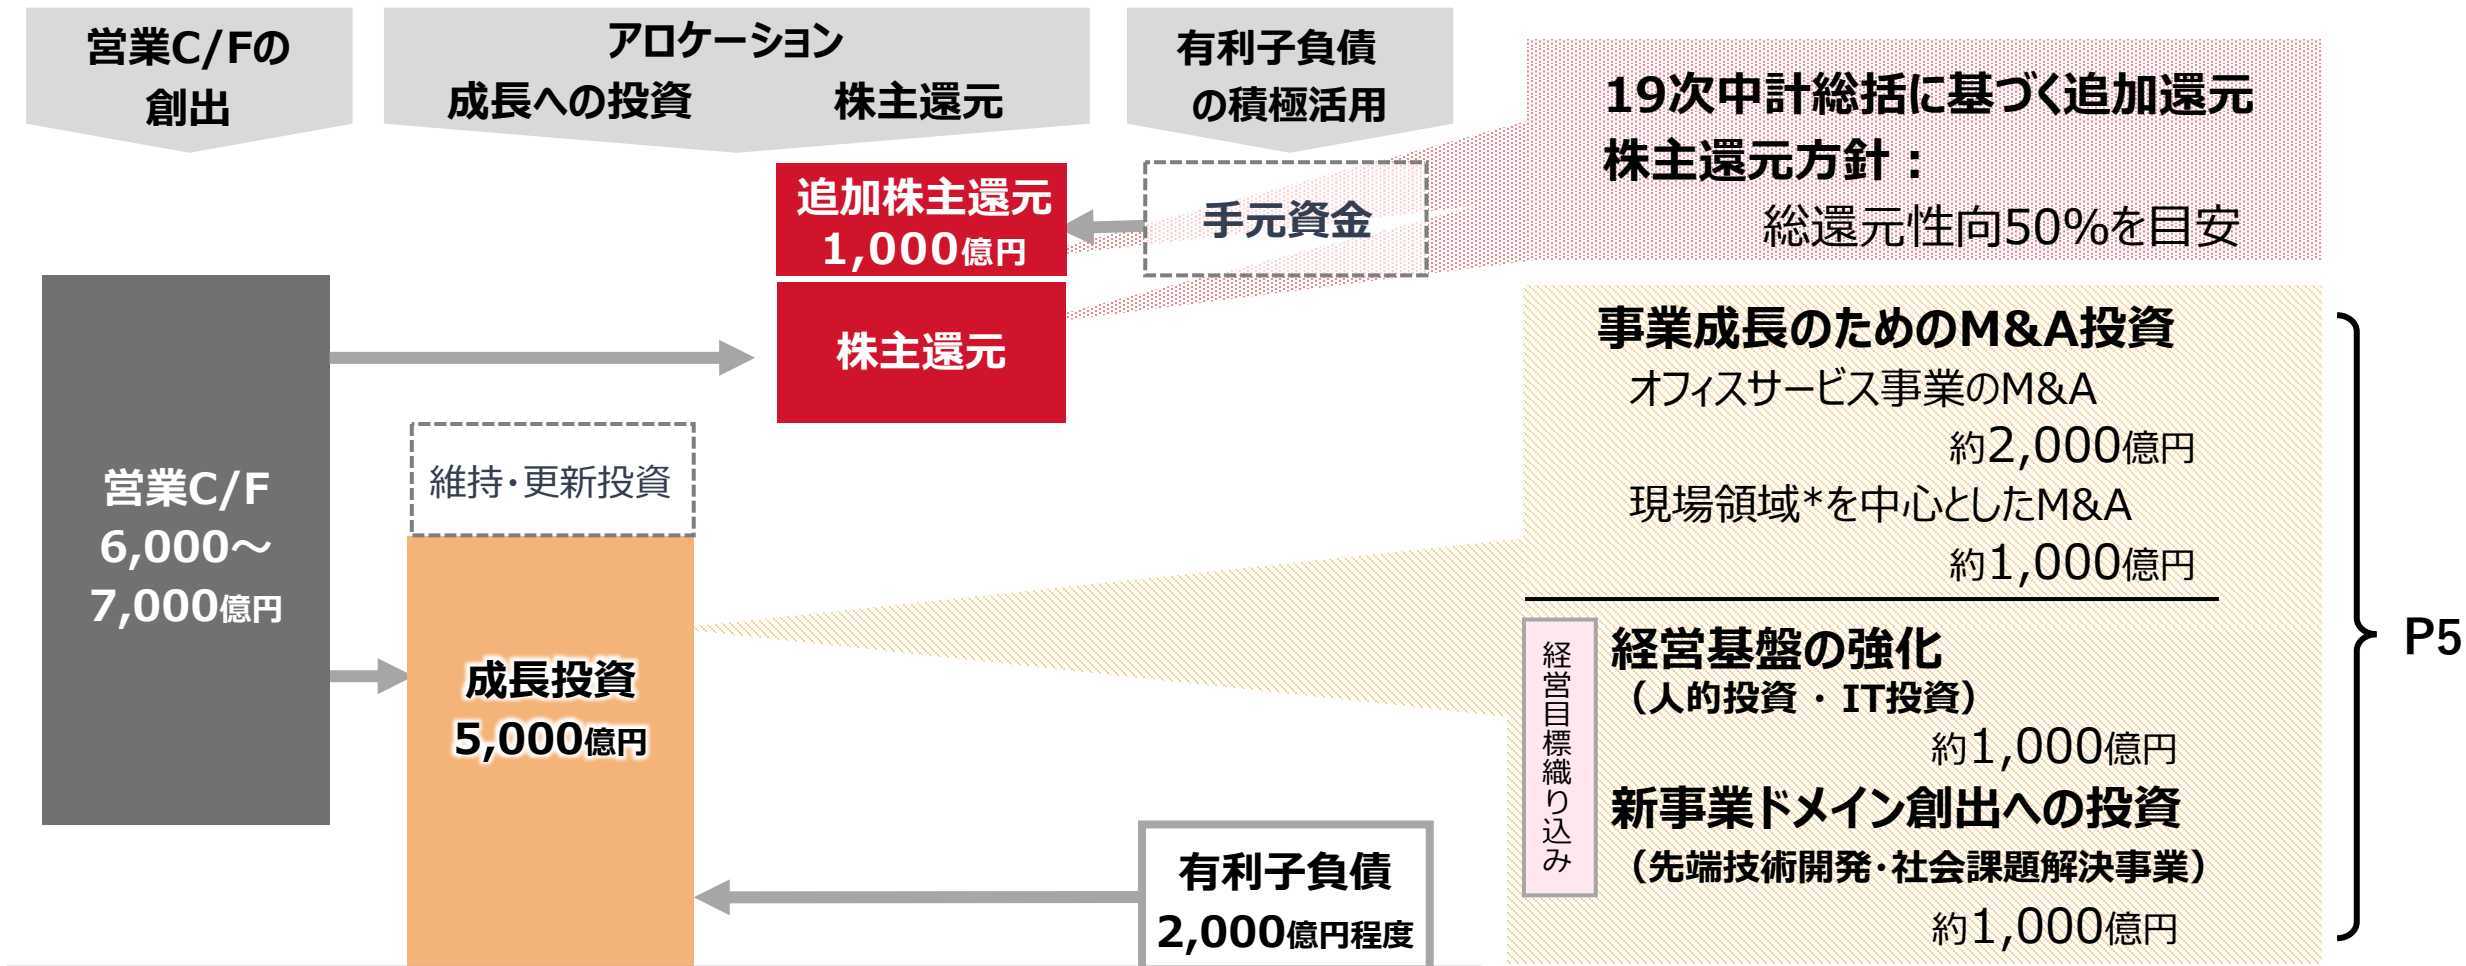 営業C/Fの
創出
アロケーション
成長への投資
株主還元
有利子負債
の積極活用
追加株主還元
1,000億円
手元資金
株主還元
営業C/F
6,000～
7,000億円
維持・更新投資
成長投資
5,000億円
有利子負債
2,000億円程度
19次中計総括に基づく追加還元
株主還元方針：
総還元性向50%を目安
事業成長のためのM&A投資
オフィスサービス事業のM&A
約2,000億円
現場領域*を中心としたM&A
約1,000億円
経営目標織り込み
経営基盤の強化
（人的投資・IT投資）
約1,000億円
新事業ドメイン創出への投資
（先端技術開発・社会課題解決事業）
約1,000億円
P5